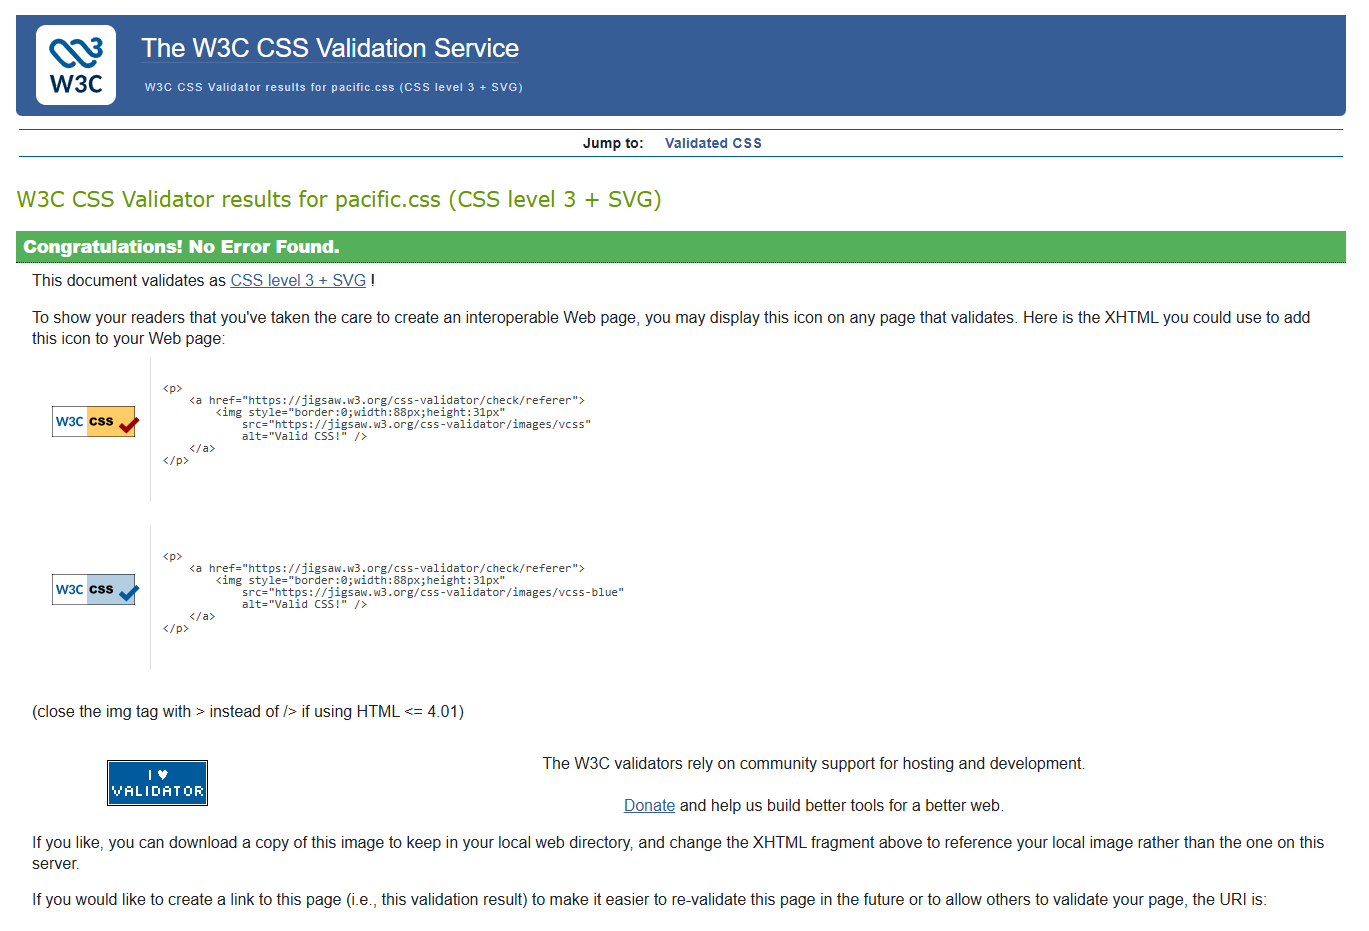 W3C
The W3C CSS Validation Service
W3C CSS Validator results for pacific.css (CSS level 3 + SVG)
Jump to: Validated CSS
W3C CSS Validator results for pacific.css (CSS level 3 + SVG)
Congratulations! No Error Found.
This document validates as CSS level 3 + SVG !
To show your readers that you've taken the care to create an interoperable Web page, you may display this icon on any page that validates. Here is the XHTML you could use to add
this icon to your Web page:
W3C css
<p>
    <a href="https://jigsaw.w3.org/css-validator/check/referer">
        <img style="border:0;width:88px;height:31px"
            src="https://jigsaw.w3.org/css-validator/images/vcss"
            alt="Valid CSS!" />
    </a>
</p>
W3C css
<p>
    <a href="https://jigsaw.w3.org/css-validator/check/referer">
        <img style="border:0;width:88px;height:31px"
            src="https://jigsaw.w3.org/css-validator/images/vcss-blue"
            alt="Valid CSS!" />
    </a>
</p>
(close the img tag with > instead of /> if using HTML <= 4.01)
I ♥
VALIDATOR
The W3C validators rely on community support for hosting and development.
Donate and help us build better tools for a better web.
If you like, you can download a copy of this image to keep in your local web directory, and change the XHTML fragment above to reference your local image rather than the one on this
server.
If you would like to create a link to this page (i.e., this validation result) to make it easier to re-validate this page in the future or to allow others to validate your page, the URI is: